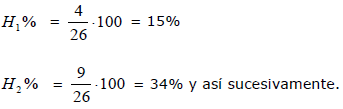 H₁% = 4/26 · 100 = 15%
H₂% = 9/26 · 100 = 34% y así sucesivamente.